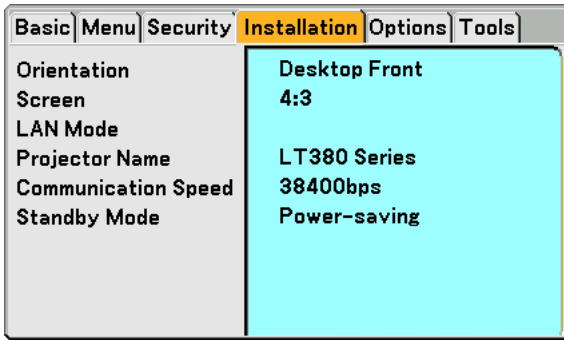 Basic Menu Security Installation Options Tools
Orientation Desktop Front
Screen 4:3
LAN Mode
Projector Name LT380 Series
Communication Speed 38400bps
Standby Mode Power-saving